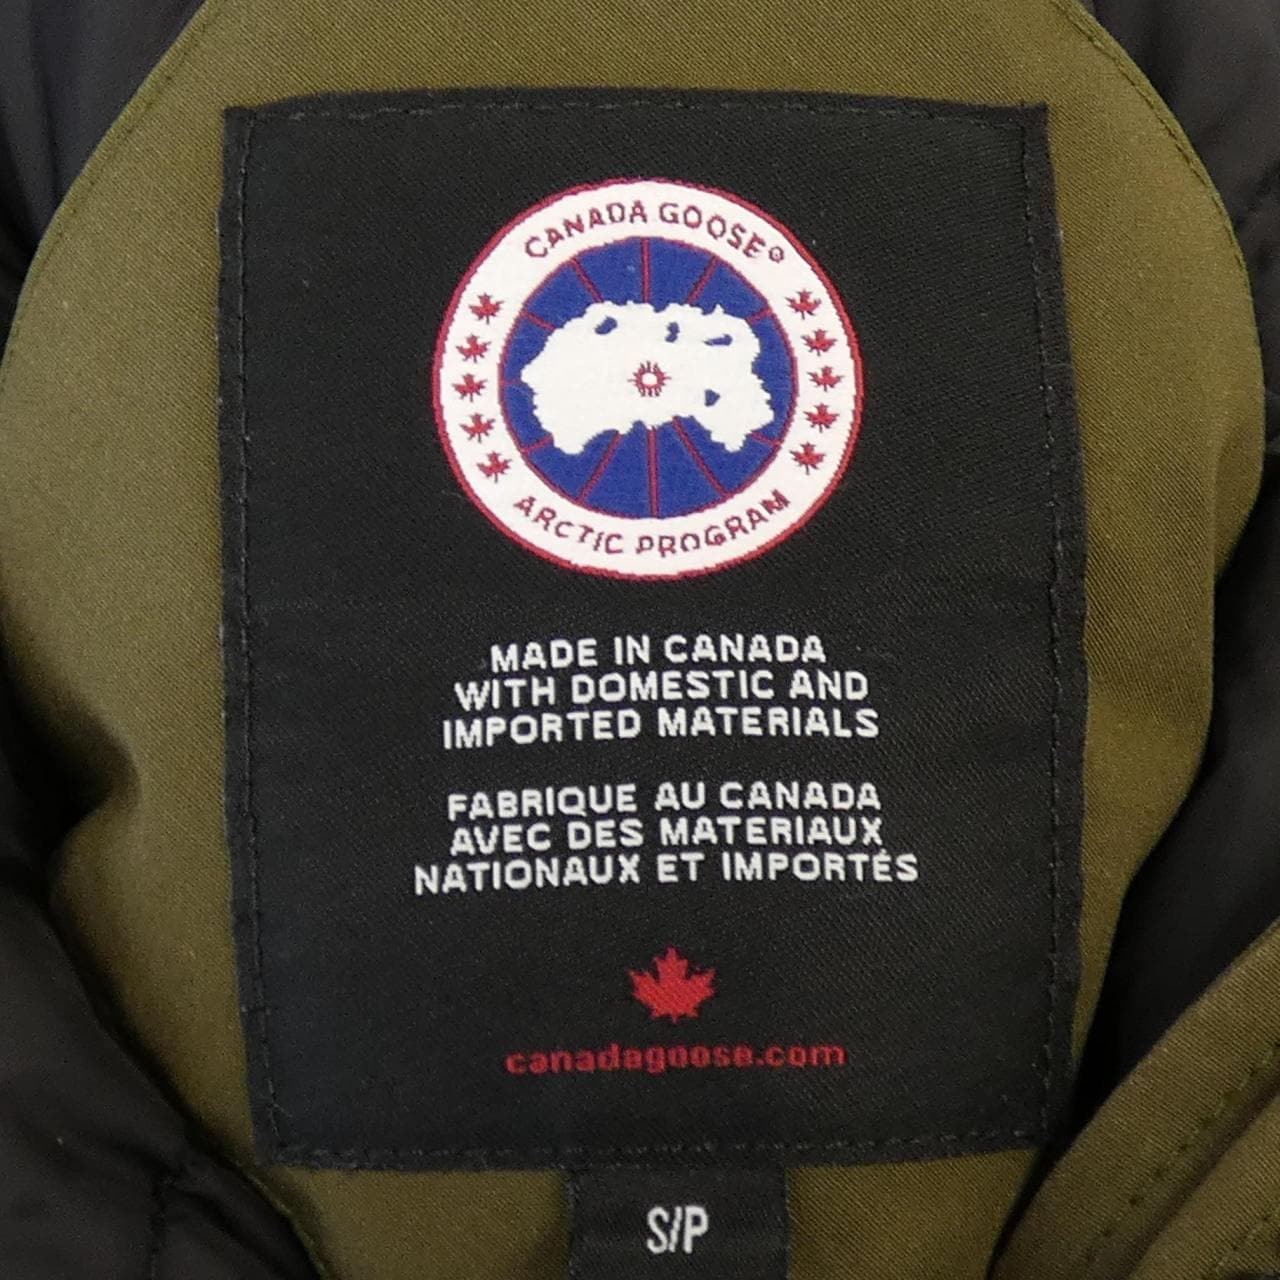 CANADA GOOSE®
ARCTIC PROGRAM
MADE IN CANADA
WITH DOMESTIC AND
IMPORTED MATERIALS
FABRIQUE AU CANADA
AVEC DES MATERIAUX
NATIONAUX ET IMPORTÉS
canadagoose.com
S/P